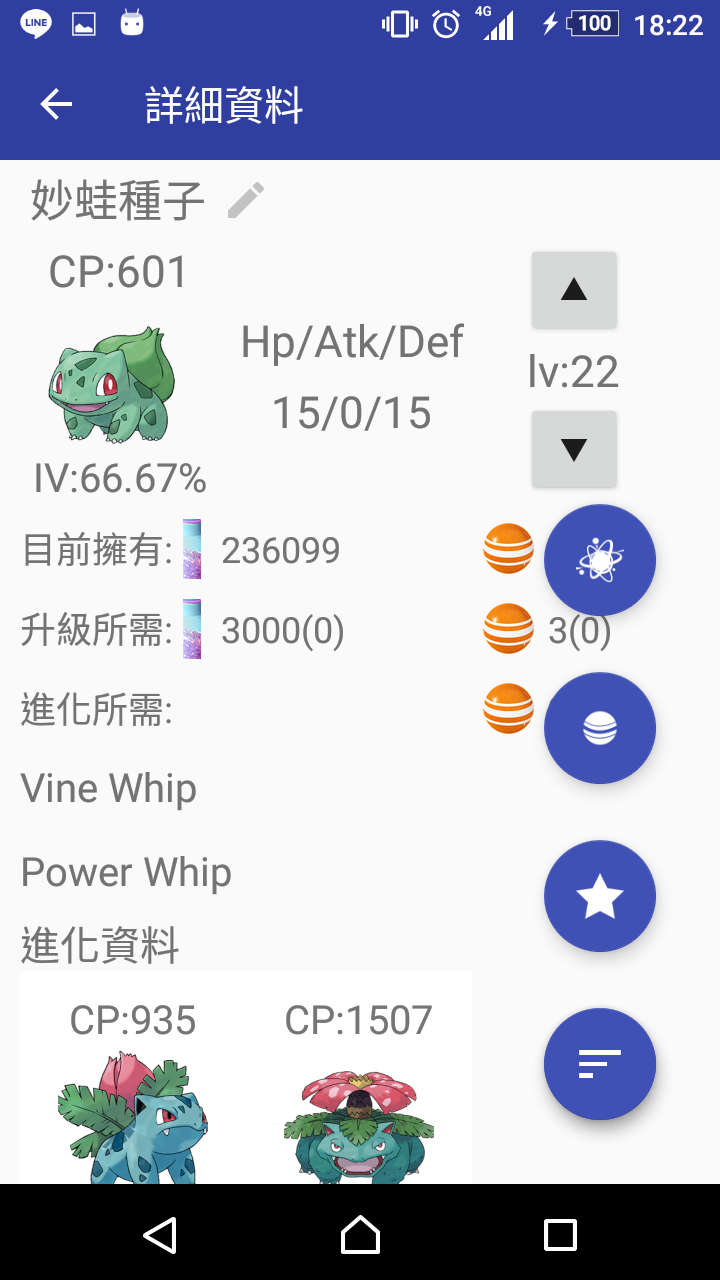 LINE 4G 100 18:22
詳細資料
妙蛙種子
CP:601
Hp/Atk/Def
lv:22
15/0/15
IV:66.67%
目前擁有: 236099
升級所需: 3000(0) 3(0)
進化所需:
Vine Whip
Power Whip
進化資料
CP:935 CP:1507